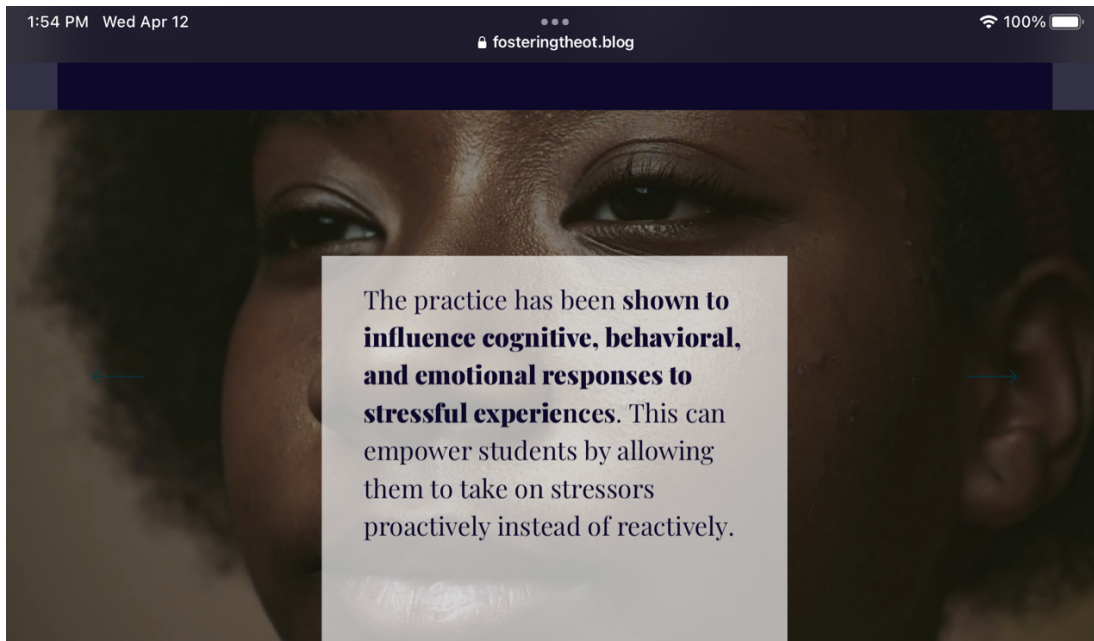 1:54 PM Wed Apr 12
100%
fosteringtheot.blog
The practice has been shown to
influence cognitive, behavioral,
and emotional responses to
stressful experiences. This can
empower students by allowing
them to take on stressors
proactively instead of reactively.